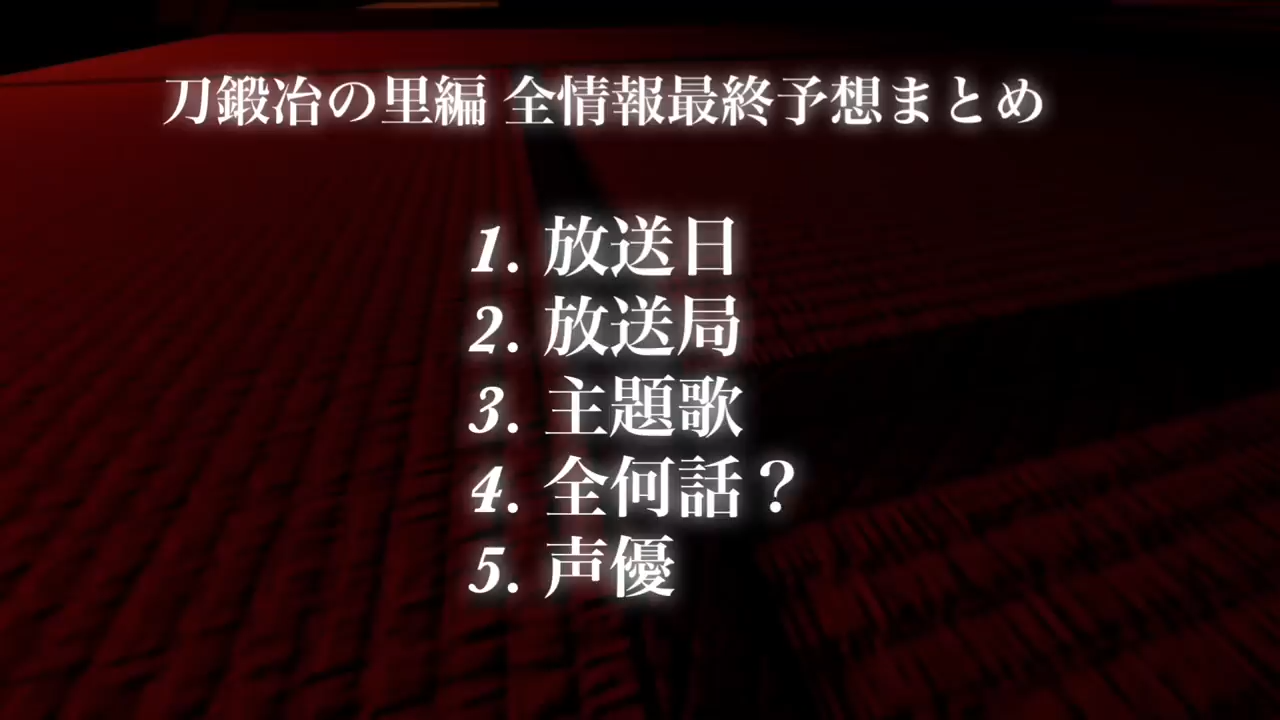 刀鍛冶の里編 全情報最終予想まとめ
1. 放送日
2. 放送局
3. 主題歌
4. 全何話？
5. 声優